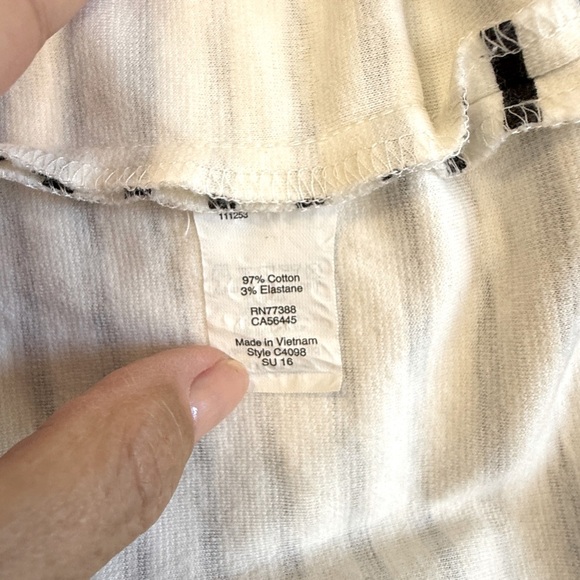 111253
97% Cotton
3% Elastane
RN77388
CA56445
Made in Vietnam
Style C4098
SU 16